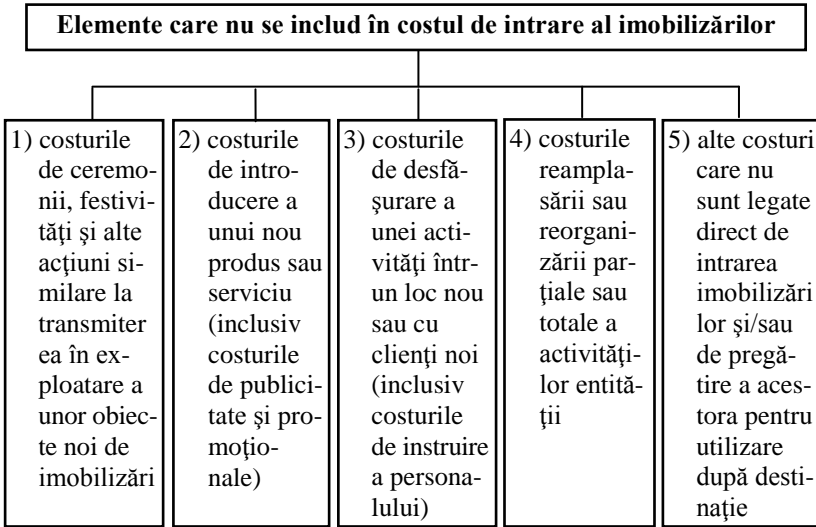 Elemente care nu se includ în costul de intrare al imobilizărilor
1) costurile
de ceremo-
nii, festivi-
tăţi şi alte
acţiuni si-
milare la
transmiter
ea în ex-
ploatare a
unor obiec-
te noi de
imobilizări
2) costurile
de intro-
ducere a
unui nou
produs sau
serviciu
(inclusiv
costurile
de publici-
tate şi pro-
moţio-
nale)
3) costurile
de desfă-
şurare a
unei acti-
vităţi într-
un loc nou
sau cu
clienţi noi
(inclusiv
costurile
de instruire
a persona-
lului)
4) costurile
reampla-
sării sau
reorgani-
zării par-
ţiale sau
totale a
activităţi-
lor entită-
ţii
5) alte costuri
care nu
sunt legate
direct de
intrarea
imobilizări
lor şi/sau
de pregă-
tire a aces-
tora pentru
utilizare
după desti-
naţie